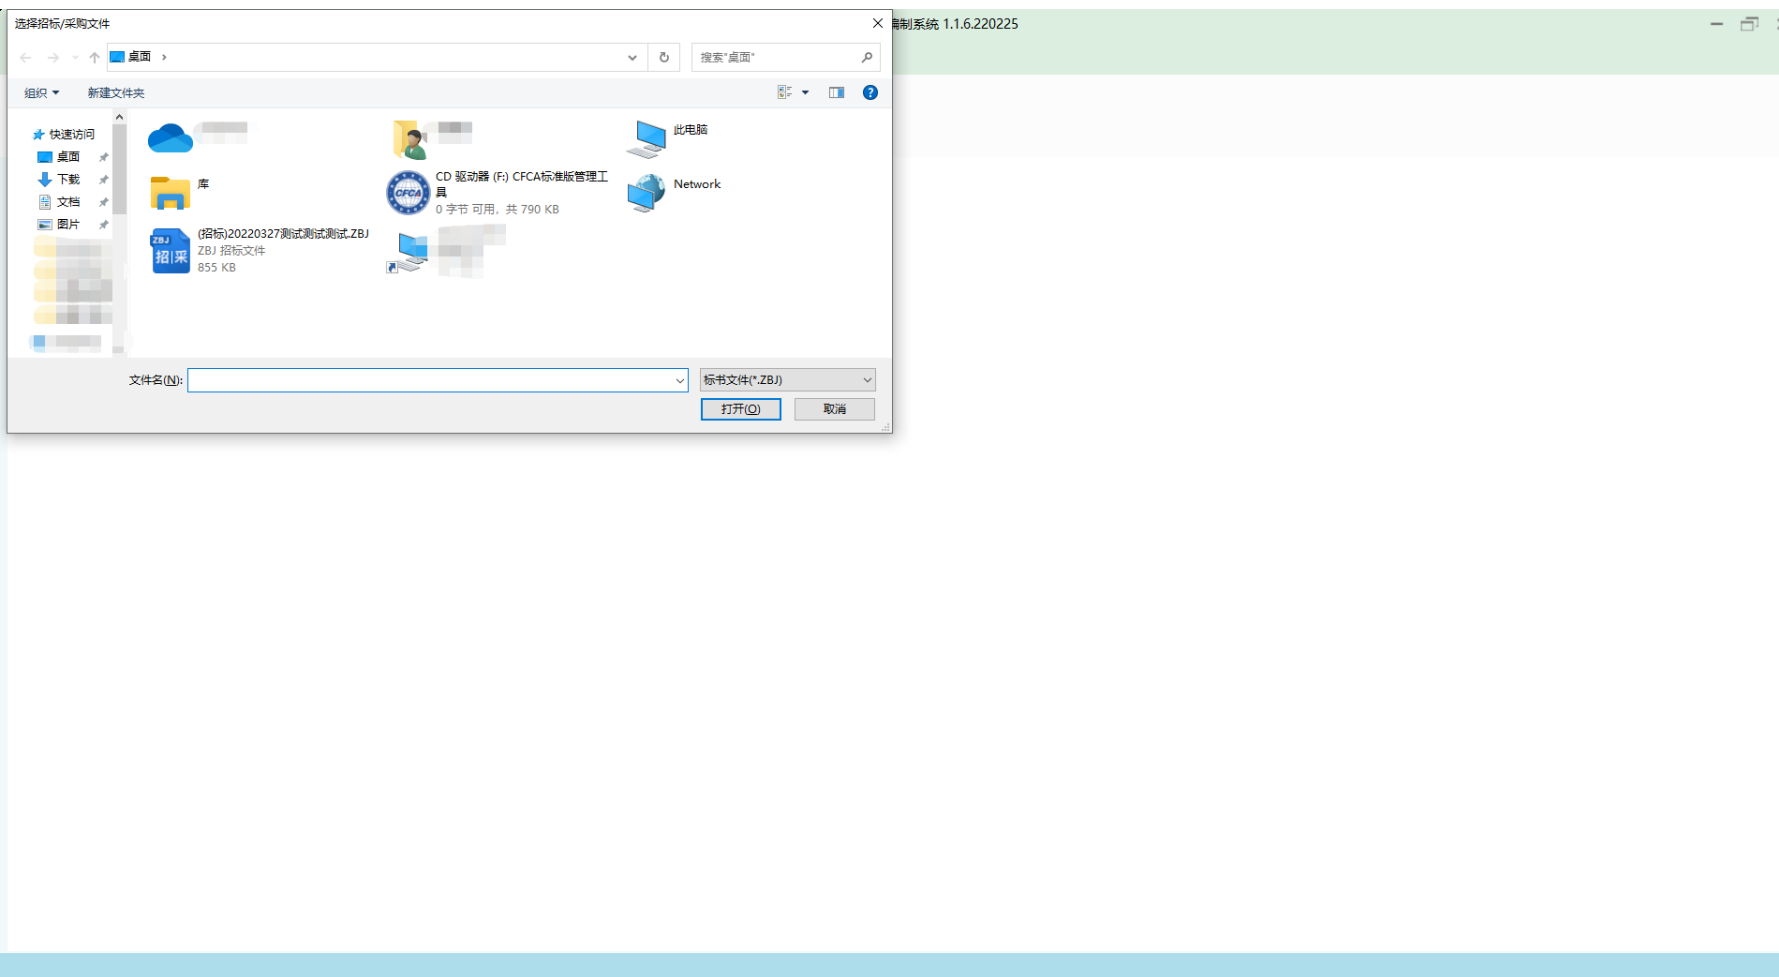 选择招标/采购文件
编制系统 1.1.6.220225
桌面
搜索"桌面"
组织
新建文件夹
快速访问
桌面
下载
文档
图片
此电脑
库
CD 驱动器 (F:) CFCA标准版管理工
具
0 字节 可用，共 790 KB
CFCA
Network
ZBJ
招|采
(招标)20220327测试测试测试.ZBJ
ZBJ 招标文件
855 KB
文件名(N):
标书文件(*.ZBJ)
打开(O)
取消